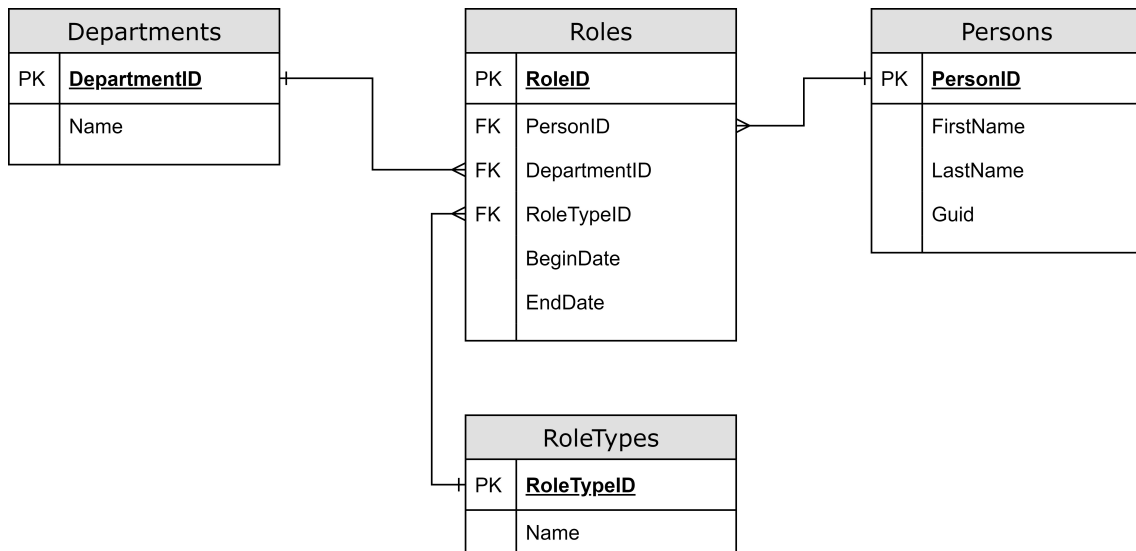 Departments
PK DepartmentID
Name
Roles
PK RoleID
FK PersonID
FK DepartmentID
FK RoleTypeID
BeginDate
EndDate
Persons
PK PersonID
FirstName
LastName
Guid
RoleTypes
PK RoleTypeID
Name